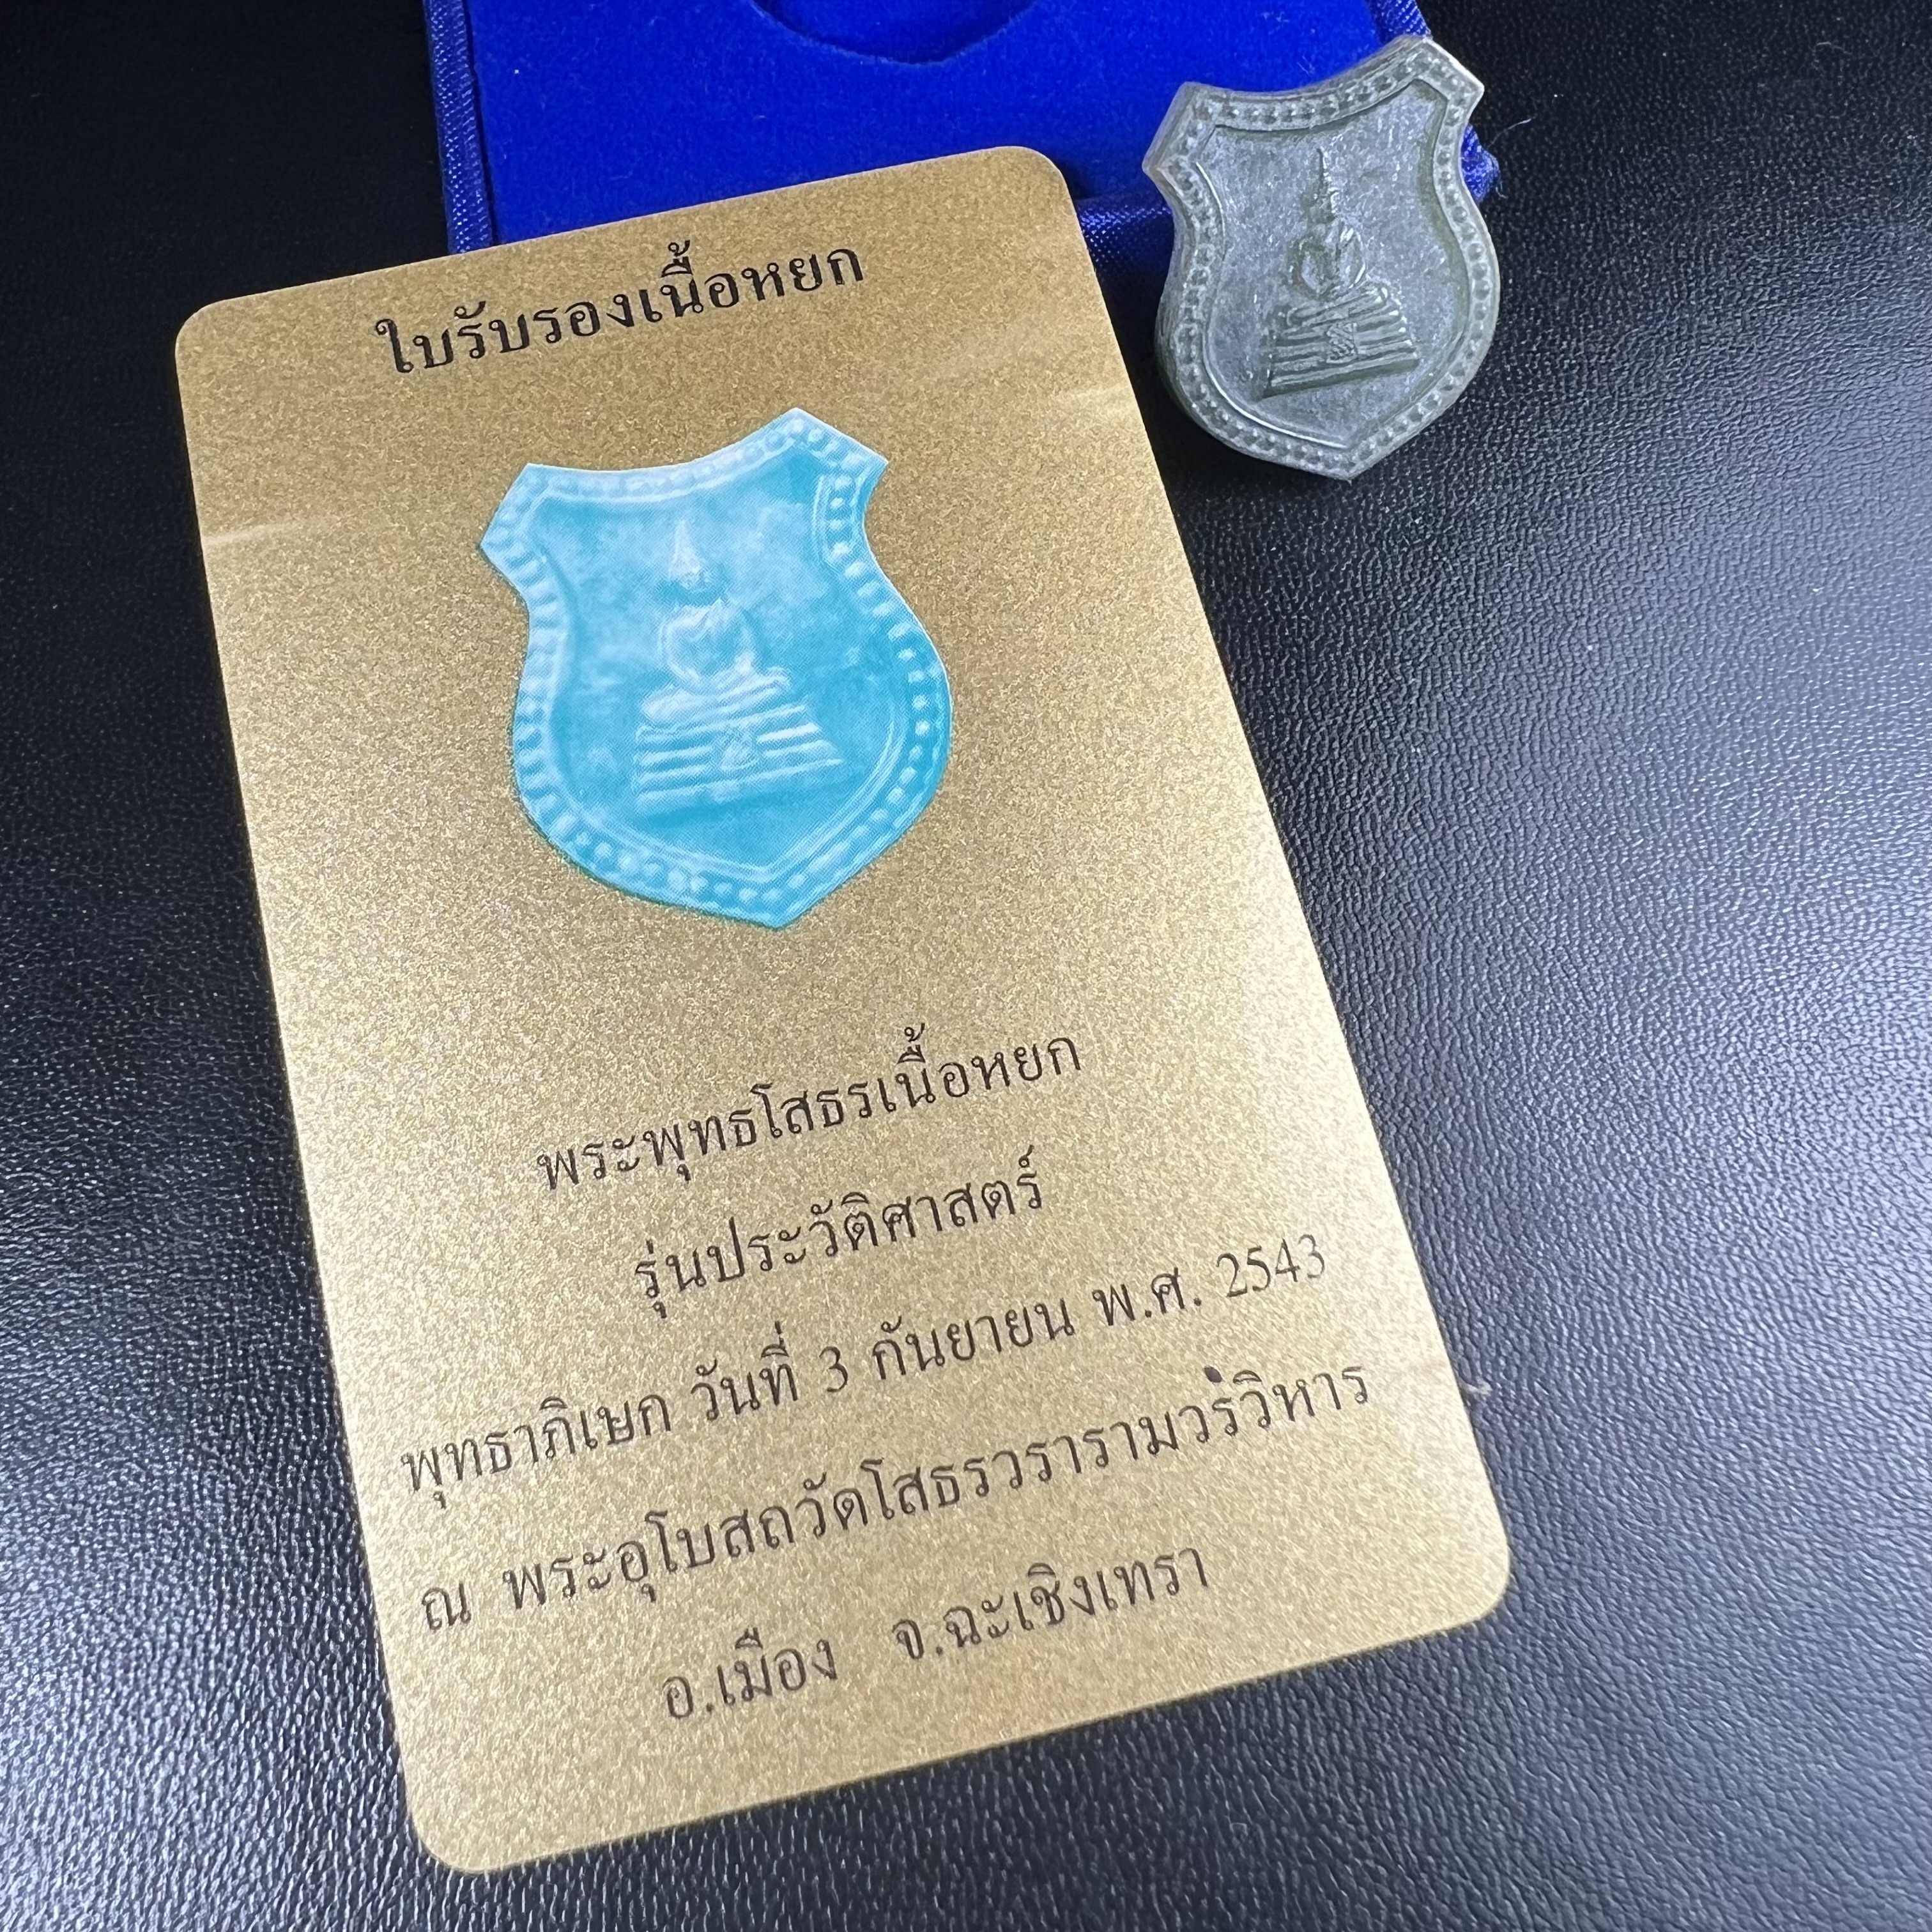 ใบรับรองเนื้อหยก
พระพุทธโสธรเนื้อหยก
รุ่นประวัติศาสตร์
พุทธาภิเษก วันที่ 3 กันยายน พ.ศ. 2543
ณ พระอุโบสถวัดโสธรวรารามวรวิหาร
อ.เมือง จ.ฉะเชิงเทรา